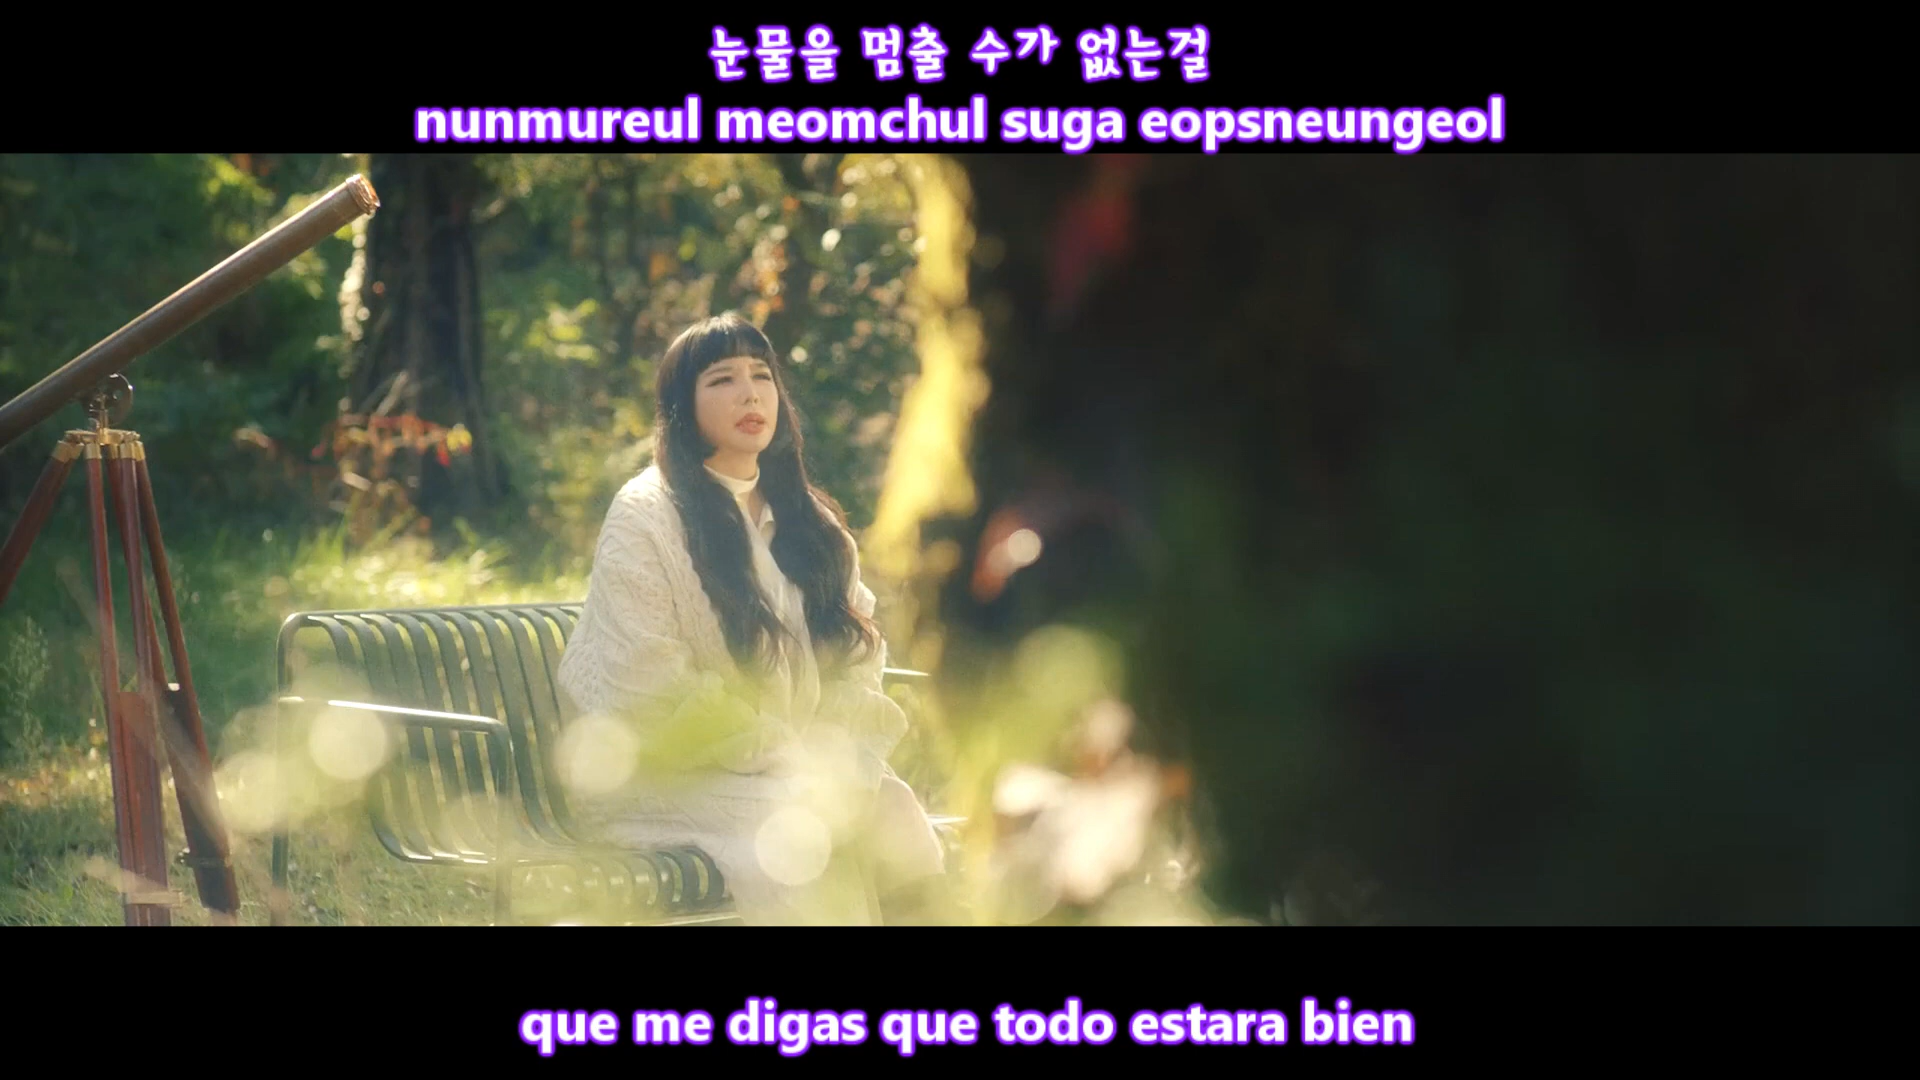 눈물을 멈출 수가 없는걸
nunmureul meomchul suga eopsneungeol
que me digas que todo estara bien